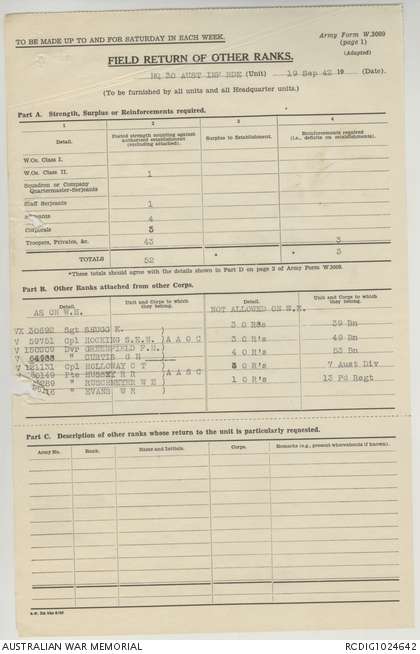 TO BE MADE UP TO AND FOR SATURDAY IN EACH WEEK.
Army Form W.3009
(page 1)
(Adapted)
FIELD RETURN OF OTHER RANKS.
HQ 30 AUST INF BDE (Unit) 19 Sep 42 19 (Date).
(To be furnished by all units and all Headquarter units.)
Part A. Strength, Surplus or Reinforcements required.
1 2 3 4
Detail. Posted strength counting against authorized establishment (excluding attached). Surplus to Establishment. Reinforcements required (i.e., deficits on establishments).
W.Os. Class I.
W.Os. Class II. 1
Squadron or Company Quartermaster-Serjeants
Staff Serjeants 1
4
Corporals 3
Troopers, Privates, &c. 43 3
TOTALS 52 * * 3
*These totals should agree with the details shown in Part D on page 2 of Army Form W.3009.
Part B. Other Ranks attached from other Corps.
Detail. Unit and Corps to which they belong. Detail. Unit and Corps to which they belong.
AS ON W.E. NOT ALLOWED ON W.E.
VX Sgt K. ) 3 O R's 39 Bn
V 59751 Cpl HOCKING S.E.W. ) A A O C 3 O R's 49 Bn
V Dvr GREENFIELD F.H. 4 O R's 53 Bn
" CURTIS G H
Cpl HOLLOWAY C T ) O R's 7 Aust Div
Pte HUSSEY R R ) A A S C
" W E ) 1 O R's 13 Fd Regt
" EVANS W R )
Part C. Description of other ranks whose return to the unit is particularly requested.
Army No. Rank. Name and Initials. Corps. Remarks (e.g., present whereabouts if known).
AUSTRALIAN WAR MEMORIAL
RCDIG1024642